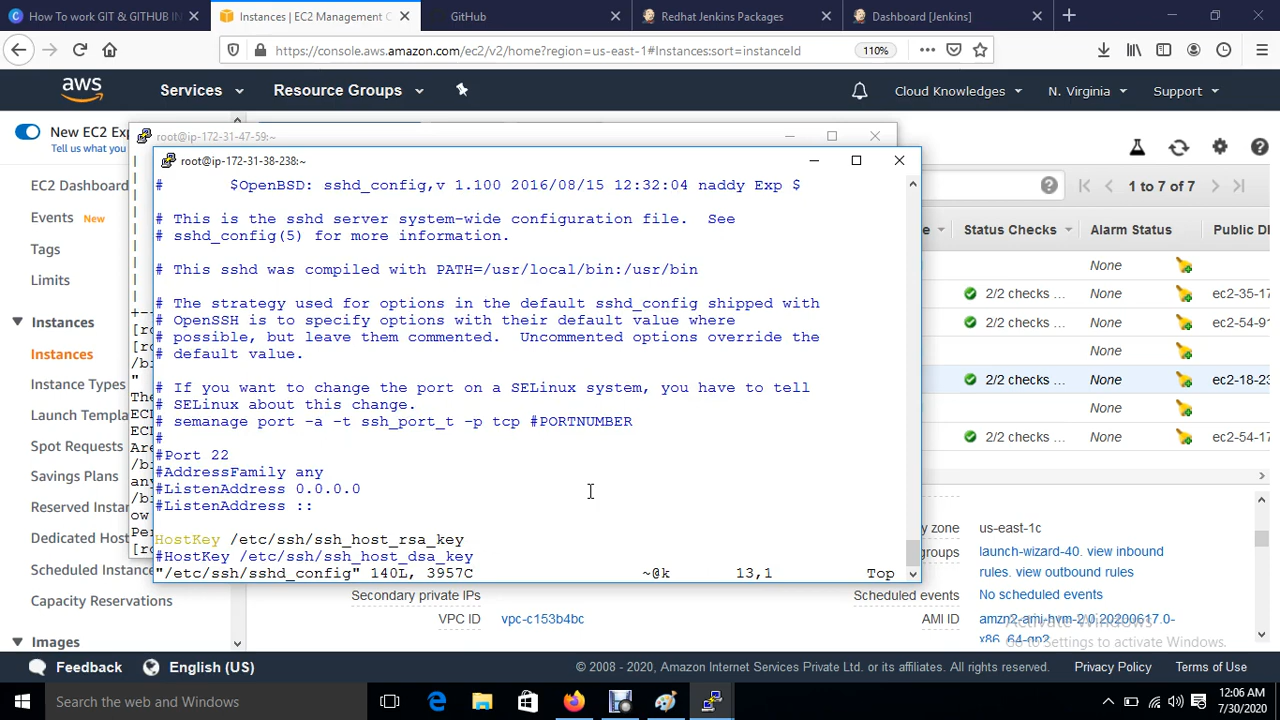 How To work GIT & GITHUB IN
Instances | EC2 Management C
GitHub
Redhat Jenkins Packages
Dashboard [Jenkins]
https://console.aws.amazon.com/ec2/v2/home?region=us-east-1#Instances:sort=instanceId
110%
aws
Services
Resource Groups
Cloud Knowledges
N. Virginia
Support
New EC2 Exp
Tell us what you
EC2 Dashboard
Events New
Tags
Limits
Instances
Instances
Instance Types
Launch Templa
Spot Requests
Savings Plans
Reserved Instan
Dedicated Host
Scheduled Instanc
Capacity Reservations
Images
root@ip-172-31-47-59:~
root@ip-172-31-38-238:~
# $OpenBSD: sshd_config,v 1.100 2016/08/15 12:32:04 naddy Exp $
# This is the sshd server system-wide configuration file. See
# sshd_config(5) for more information.
# This sshd was compiled with PATH=/usr/local/bin:/usr/bin
# The strategy used for options in the default sshd_config shipped with
# OpenSSH is to specify options with their default value where
# possible, but leave them commented. Uncommented options override the
# default value.
# If you want to change the port on a SELinux system, you have to tell
# SELinux about this change.
# semanage port -a -t ssh_port_t -p tcp #PORTNUMBER
#
#Port 22
#AddressFamily any
#ListenAddress 0.0.0.0
#ListenAddress ::
HostKey /etc/ssh/ssh_host_rsa_key
#HostKey /etc/ssh/ssh_host_dsa_key
"/etc/ssh/sshd_config" 140L, 3957C ~@k 13,1 Top
1 to 7 of 7
Status Checks
Alarm Status
Public D
None
2/2 checks ... None ec2-35-17
2/2 checks ... None ec2-54-91
None
2/2 checks ... None ec2-18-23
None
2/2 checks ... None ec2-54-17
y zone us-east-1c
groups launch-wizard-40. view inbound
rules. view outbound rules
Secondary private IPs
Scheduled events No scheduled events
VPC ID vpc-c153b4bc
AMI ID amzn2-ami-hvm-2.0.20200617.0-
x86_64-gp2
Activate Windows
Go to Settings to activate Windows.
Feedback
English (US)
© 2008 - 2020, Amazon Internet Services Private Ltd. or its affiliates. All rights reserved.
Privacy Policy
Terms of Use
Search the web and Windows
12:06 AM
7/30/2020